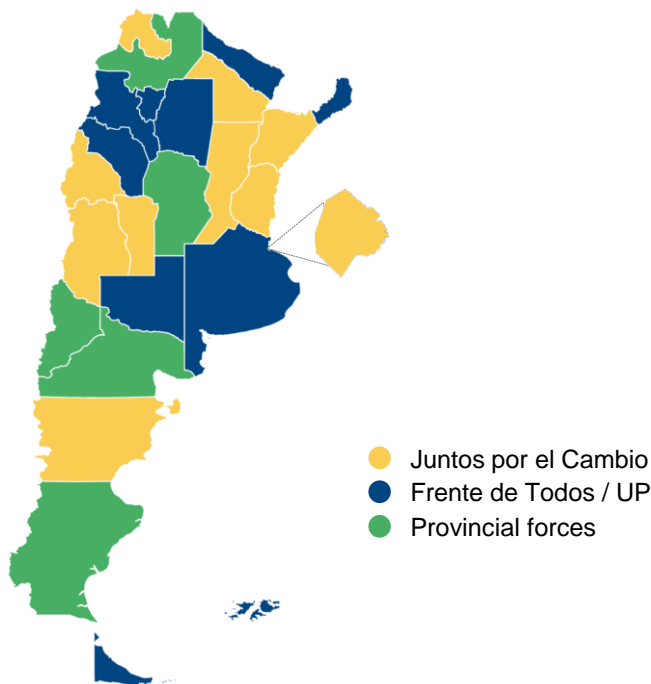 Juntos por el Cambio
Frente de Todos / UP
Provincial forces